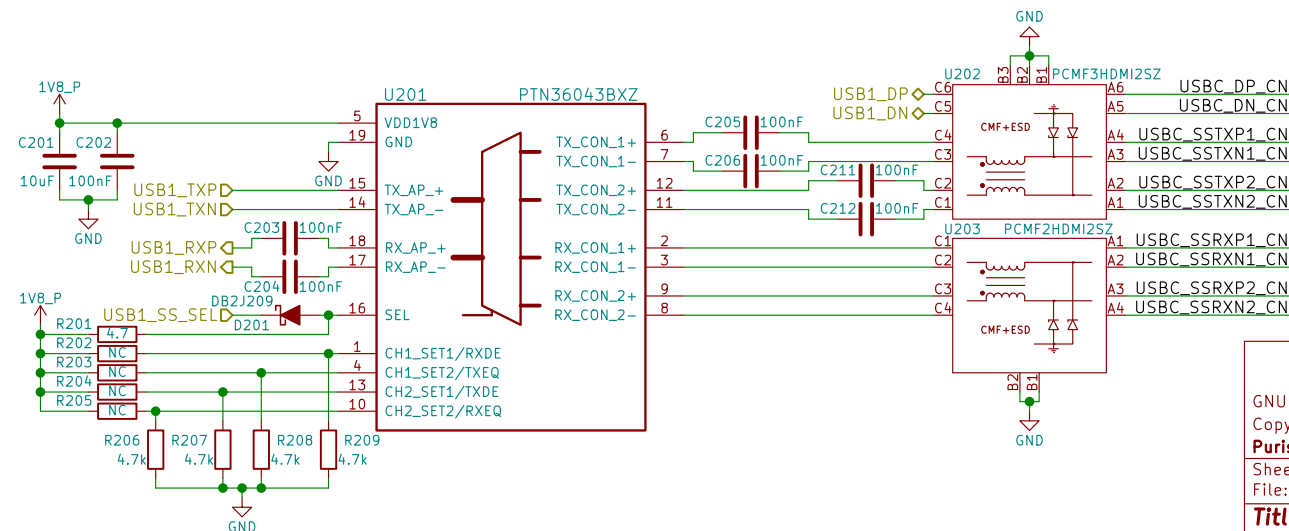 GND
U202
B3
B2
B1
PCMF3HDMI2SZ
1V8_P
U201
PTN36043BXZ
USB1_DP
C6
A6
USBC_DP_CN
USB1_DN
C5
A5
USBC_DN_CN
C201
C202
10uF
100nF
5
VDD1V8
19
GND
GND
C205
100nF
C206
100nF
CMF+ESD
TX_CON_1+
6
C4
A4
USBC_SSTXP1_CN
TX_CON_1-
7
C3
A3
USBC_SSTXN1_CN
C211
100nF
C212
100nF
USB1_TXP
15
TX_AP_+
TX_CON_2+
12
C2
A2
USBC_SSTXP2_CN
USB1_TXN
14
TX_AP_-
TX_CON_2-
11
C1
A1
USBC_SSTXN2_CN
GND
U203
PCMF2HDMI2SZ
C203
100nF
USB1_RXP
18
RX_AP_+
RX_CON_1+
2
C1
A1
USBC_SSRXP1_CN
USB1_RXN
17
RX_AP_-
RX_CON_1-
3
C2
A2
USBC_SSRXN1_CN
C204
100nF
RX_CON_2+
9
C3
A3
USBC_SSRXP2_CN
1V8_P
DB2J209
USB1_SS_SEL
D201
16
SEL
RX_CON_2-
8
C4
A4
USBC_SSRXN2_CN
CMF+ESD
R201
4.7
R202
NC
1
CH1_SET1/RXDE
R203
NC
4
CH1_SET2/TXEQ
R204
NC
13
CH2_SET1/TXDE
R205
NC
10
CH2_SET2/RXEQ
B2
B1
GND
R206
4.7k
R207
4.7k
R208
4.7k
R209
4.7k
GND
GNU
Copy
Puris
Shee
File:
Titl